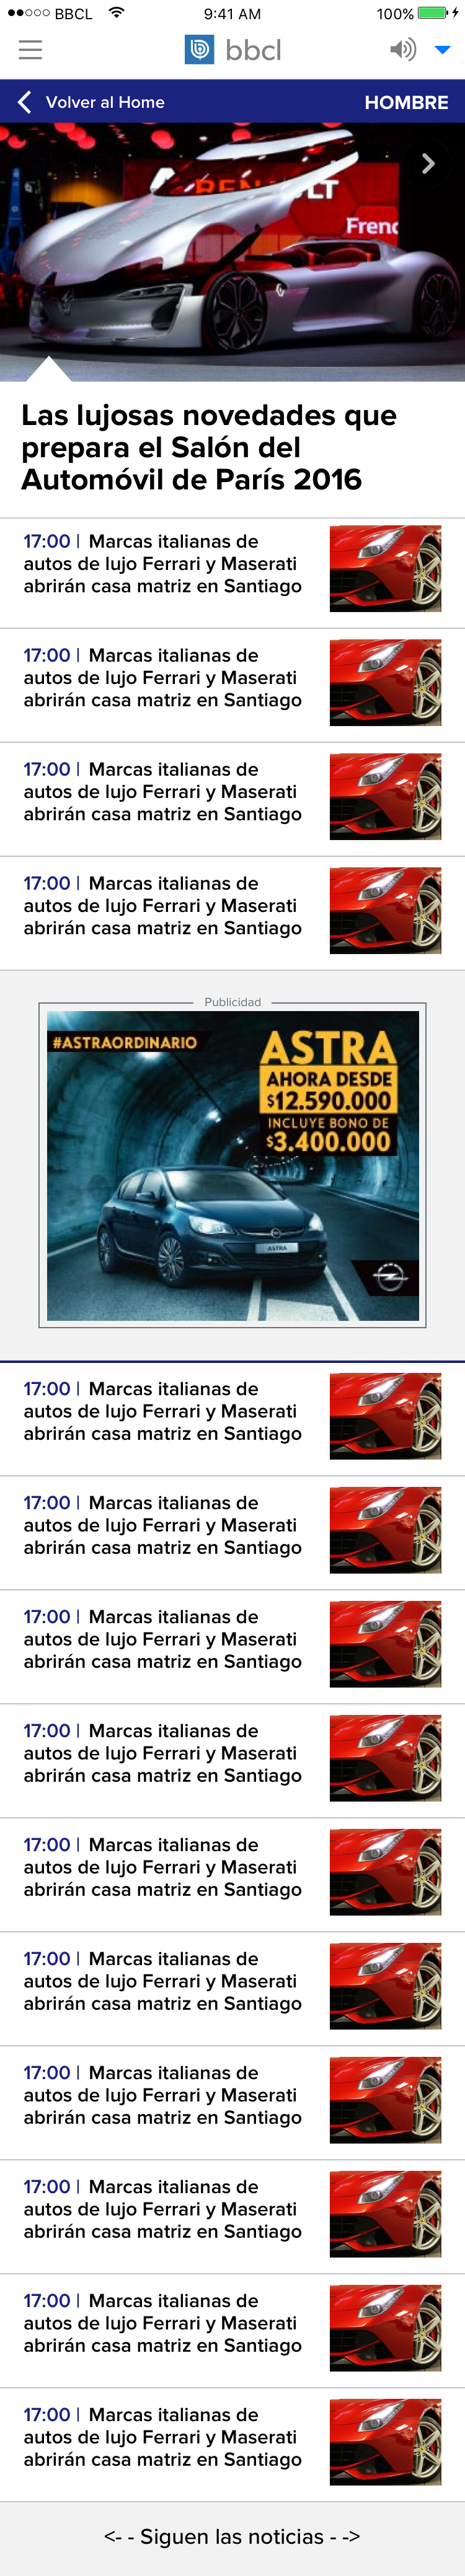 BBCL 9:41 AM 100%
bbcl
Volver al Home HOMBRE
RENAULT
Frenc
Las lujosas novedades que
prepara el Salón del
Automóvil de París 2016
17:00 | Marcas italianas de
autos de lujo Ferrari y Maserati
abrirán casa matriz en Santiago
17:00 | Marcas italianas de
autos de lujo Ferrari y Maserati
abrirán casa matriz en Santiago
17:00 | Marcas italianas de
autos de lujo Ferrari y Maserati
abrirán casa matriz en Santiago
17:00 | Marcas italianas de
autos de lujo Ferrari y Maserati
abrirán casa matriz en Santiago
Publicidad
#ASTRAORDINARIO
ASTRA
AHORA DESDE
$12.590.000
INCLUYE BONO DE
$3.400.000
ASTRA
17:00 | Marcas italianas de
autos de lujo Ferrari y Maserati
abrirán casa matriz en Santiago
17:00 | Marcas italianas de
autos de lujo Ferrari y Maserati
abrirán casa matriz en Santiago
17:00 | Marcas italianas de
autos de lujo Ferrari y Maserati
abrirán casa matriz en Santiago
17:00 | Marcas italianas de
autos de lujo Ferrari y Maserati
abrirán casa matriz en Santiago
17:00 | Marcas italianas de
autos de lujo Ferrari y Maserati
abrirán casa matriz en Santiago
17:00 | Marcas italianas de
autos de lujo Ferrari y Maserati
abrirán casa matriz en Santiago
17:00 | Marcas italianas de
autos de lujo Ferrari y Maserati
abrirán casa matriz en Santiago
17:00 | Marcas italianas de
autos de lujo Ferrari y Maserati
abrirán casa matriz en Santiago
17:00 | Marcas italianas de
autos de lujo Ferrari y Maserati
abrirán casa matriz en Santiago
17:00 | Marcas italianas de
autos de lujo Ferrari y Maserati
abrirán casa matriz en Santiago
<- - Siguen las noticias - ->